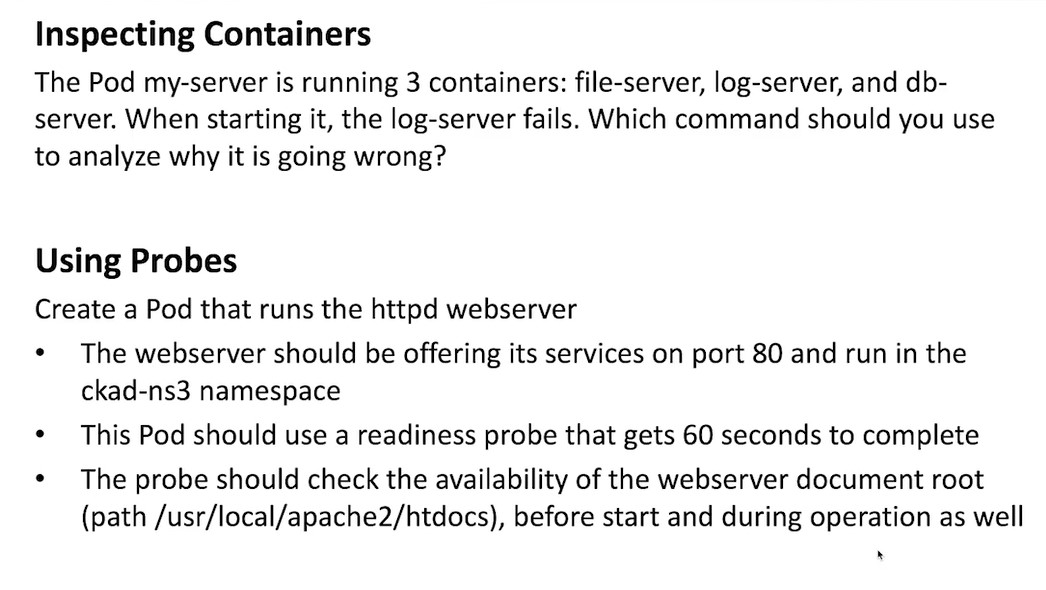 Inspecting Containers
The Pod my-server is running 3 containers: file-server, log-server, and db-
server. When starting it, the log-server fails. Which command should you use
to analyze why it is going wrong?
Using Probes
Create a Pod that runs the httpd webserver
• The webserver should be offering its services on port 80 and run in the
ckad-ns3 namespace
• This Pod should use a readiness probe that gets 60 seconds to complete
• The probe should check the availability of the webserver document root
(path /usr/local/apache2/htdocs), before start and during operation as well